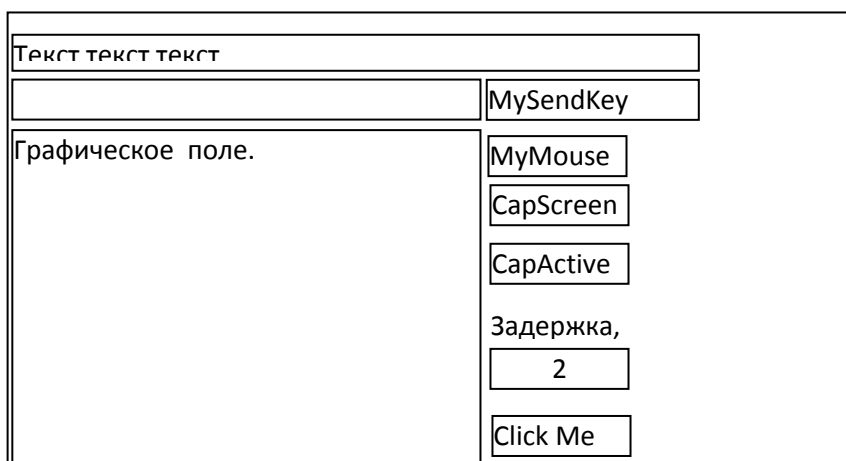 Текст текст текст
MySendKey
Графическое поле.
MyMouse
CapScreen
CapActive
Задержка,
2
Click Me